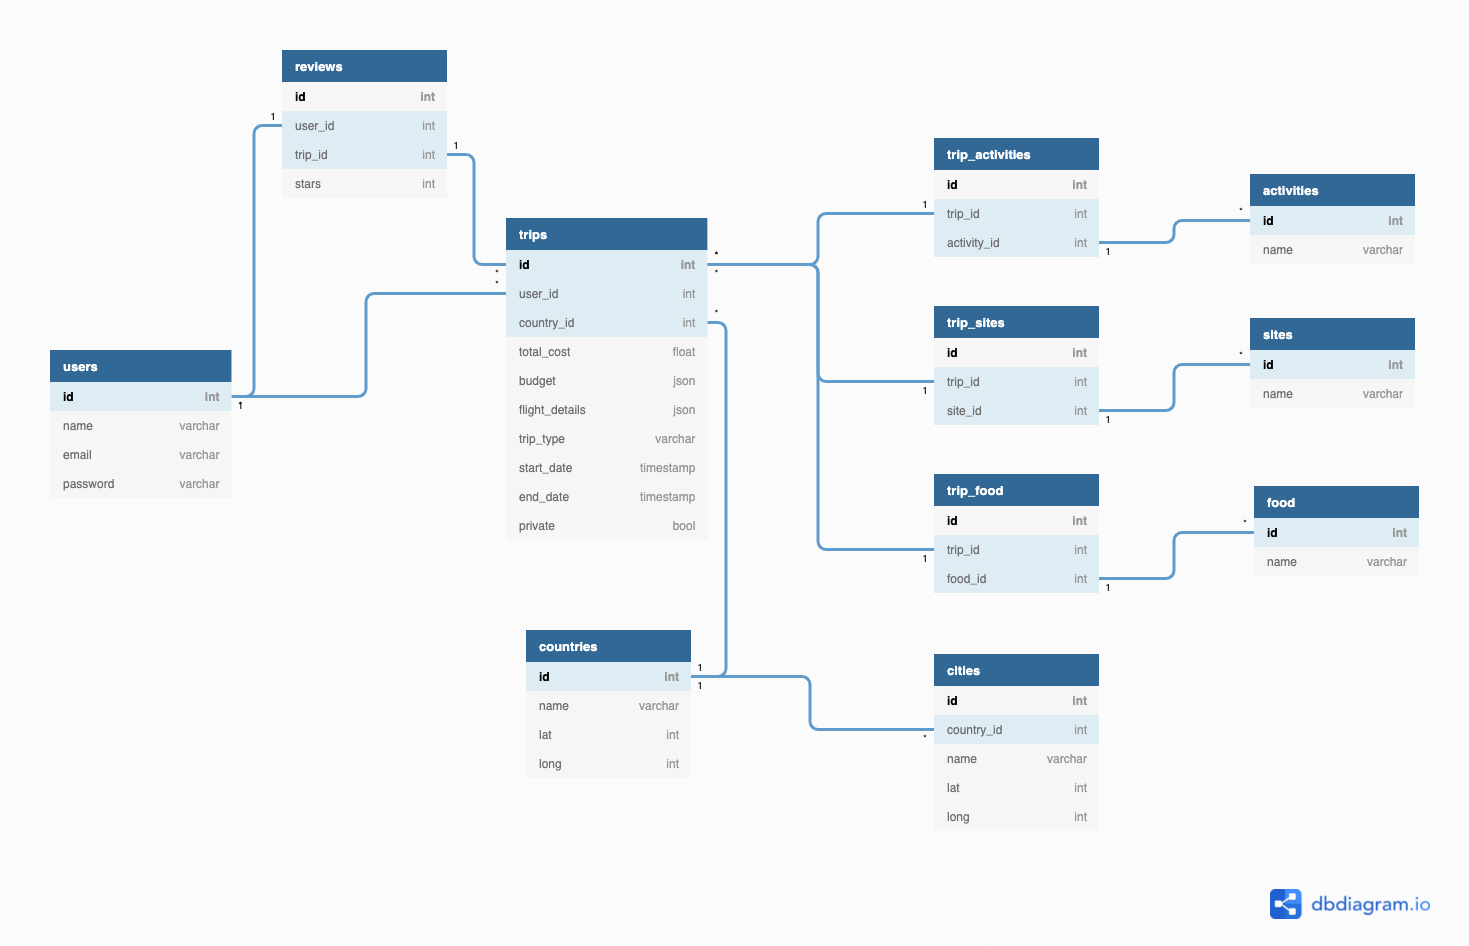 reviews
id int
user_id int
trip_id int
stars int
1
1
users
id int
name varchar
email varchar
password varchar
1
trips
id int
user_id int
country_id int
total_cost float
budget json
flight_details json
trip_type varchar
start_date timestamp
end_date timestamp
private bool
*
*
*
*
*
countries
id int
name varchar
lat int
long int
1
1
trip_activities
id int
trip_id int
activity_id int
1
1
activities
id int
name varchar
*
trip_sites
id int
trip_id int
site_id int
1
1
sites
id int
name varchar
*
trip_food
id int
trip_id int
food_id int
1
1
food
id int
name varchar
*
cities
id int
country_id int
name varchar
lat int
long int
*
dbdiagram.io